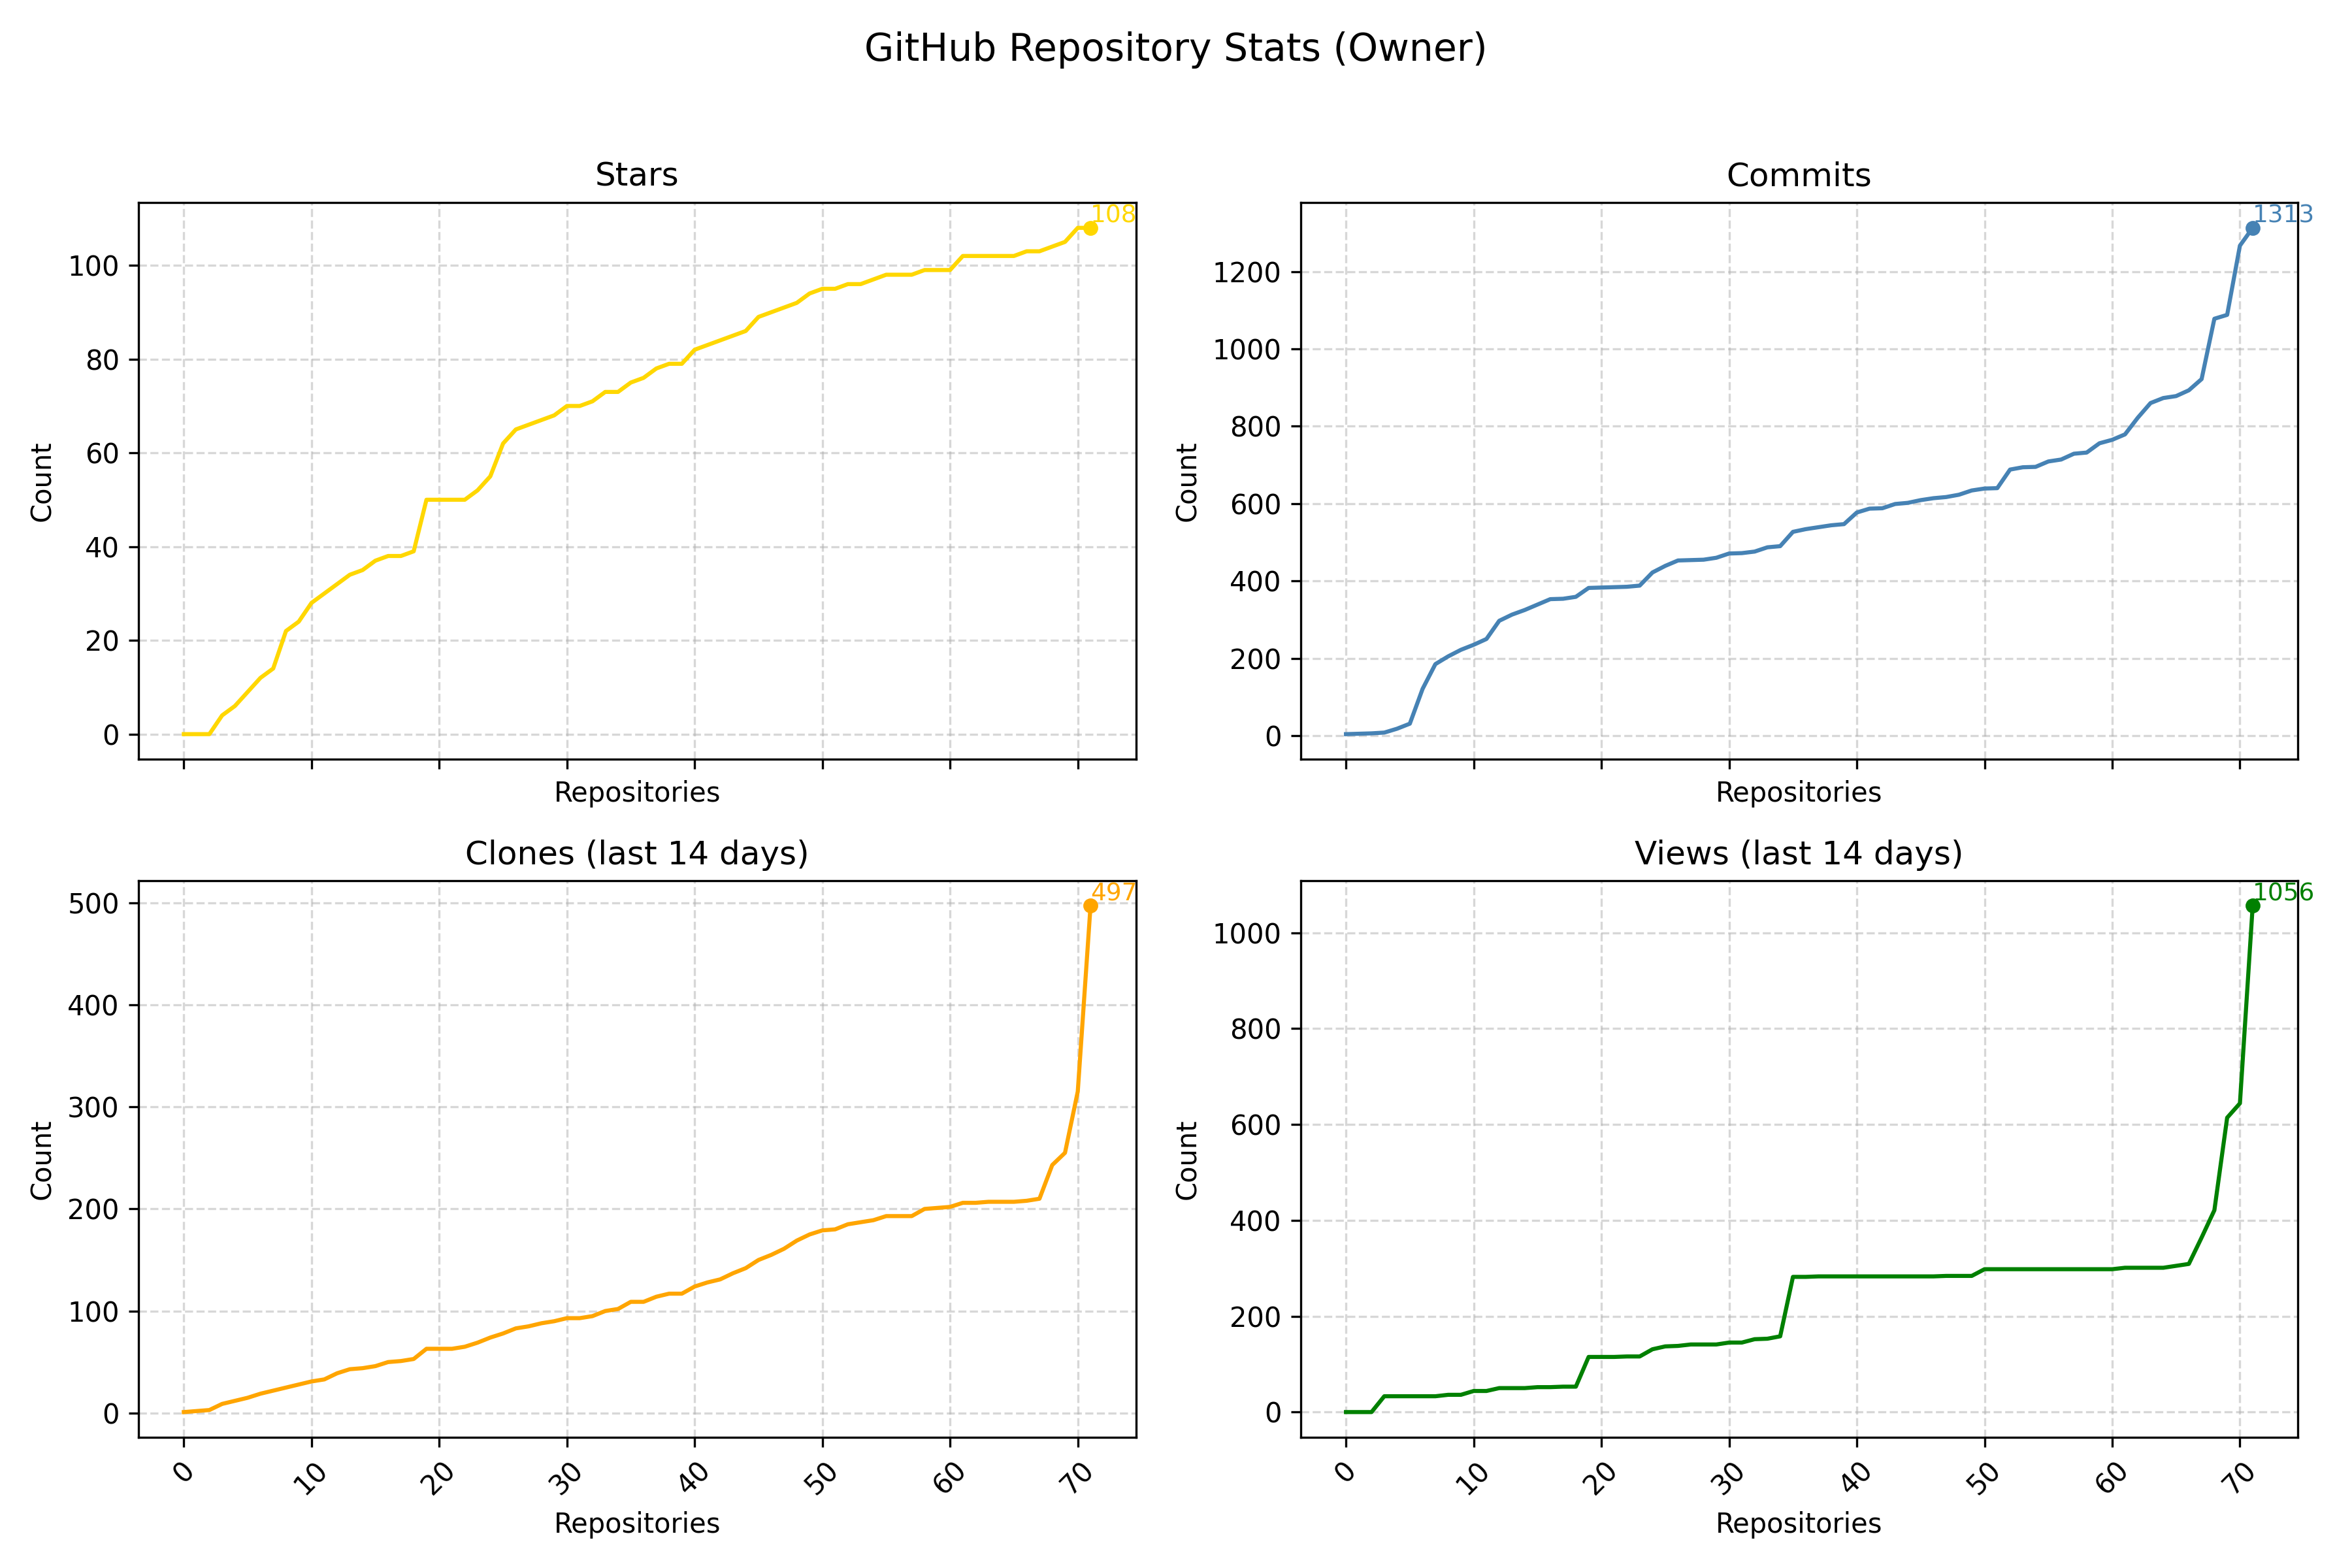 GitHub Repository Stats (Owner)
Stars
108
100
80
60
40
20
0
Count
Repositories
Commits
1313
1200
1000
800
600
400
200
0
Count
Repositories
Clones (last 14 days)
497
500
400
300
200
100
0
Count
0 10 20 30 40 50 60 70
Repositories
Views (last 14 days)
1056
1000
800
600
400
200
0
Count
0 10 20 30 40 50 60 70
Repositories